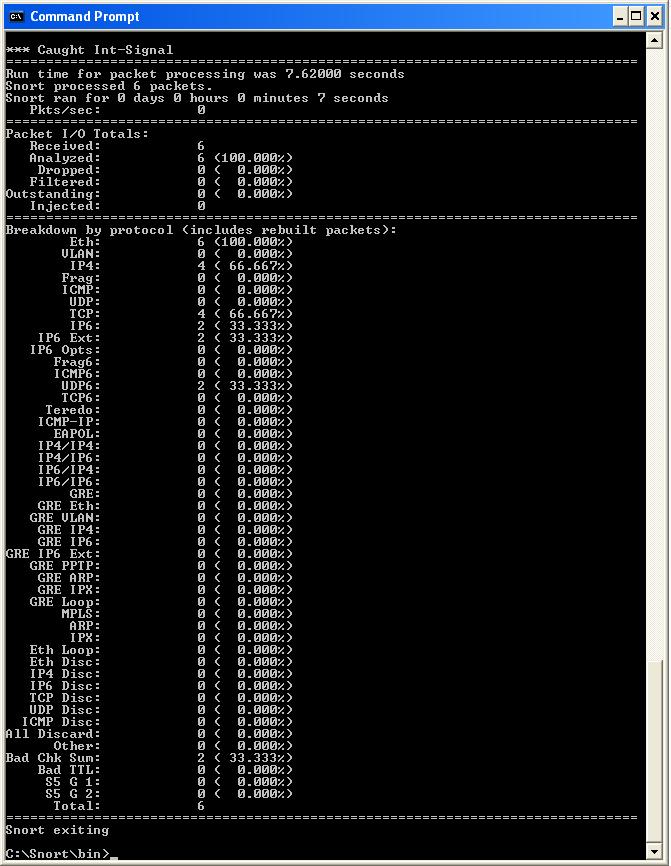 Command Prompt
*** Caught Int-Signal
===============================================================================
Run time for packet processing was 7.62000 seconds
Snort processed 6 packets.
Snort ran for 0 days 0 hours 0 minutes 7 seconds
   Pkts/sec:            0
===============================================================================
Packet I/O Totals:
   Received:            6
   Analyzed:            6 (100.000%)
    Dropped:            0 (  0.000%)
   Filtered:            0 (  0.000%)
Outstanding:            0 (  0.000%)
   Injected:            0
===============================================================================
Breakdown by protocol (includes rebuilt packets):
        Eth:            6 (100.000%)
       VLAN:            0 (  0.000%)
        IP4:            4 ( 66.667%)
       Frag:            0 (  0.000%)
       ICMP:            0 (  0.000%)
        UDP:            0 (  0.000%)
        TCP:            4 ( 66.667%)
        IP6:            2 ( 33.333%)
    IP6 Ext:            2 ( 33.333%)
   IP6 Opts:            0 (  0.000%)
      Frag6:            0 (  0.000%)
      ICMP6:            0 (  0.000%)
       UDP6:            2 ( 33.333%)
       TCP6:            0 (  0.000%)
     Teredo:            0 (  0.000%)
    ICMP-IP:            0 (  0.000%)
      EAPOL:            0 (  0.000%)
    IP4/IP4:            0 (  0.000%)
    IP4/IP6:            0 (  0.000%)
    IP6/IP4:            0 (  0.000%)
    IP6/IP6:            0 (  0.000%)
        GRE:            0 (  0.000%)
    GRE Eth:            0 (  0.000%)
   GRE VLAN:            0 (  0.000%)
    GRE IP4:            0 (  0.000%)
    GRE IP6:            0 (  0.000%)
GRE IP6 Ext:            0 (  0.000%)
   GRE PPTP:            0 (  0.000%)
    GRE ARP:            0 (  0.000%)
    GRE IPX:            0 (  0.000%)
   GRE Loop:            0 (  0.000%)
       MPLS:            0 (  0.000%)
        ARP:            0 (  0.000%)
        IPX:            0 (  0.000%)
   Eth Loop:            0 (  0.000%)
   Eth Disc:            0 (  0.000%)
   IP4 Disc:            0 (  0.000%)
   IP6 Disc:            0 (  0.000%)
   TCP Disc:            0 (  0.000%)
   UDP Disc:            0 (  0.000%)
  ICMP Disc:            0 (  0.000%)
All Discard:            0 (  0.000%)
      Other:            0 (  0.000%)
Bad Chk Sum:            2 ( 33.333%)
    Bad TTL:            0 (  0.000%)
     S5 G 1:            0 (  0.000%)
     S5 G 2:            0 (  0.000%)
      Total:            6
===============================================================================
Snort exiting
C:\Snort\bin>_